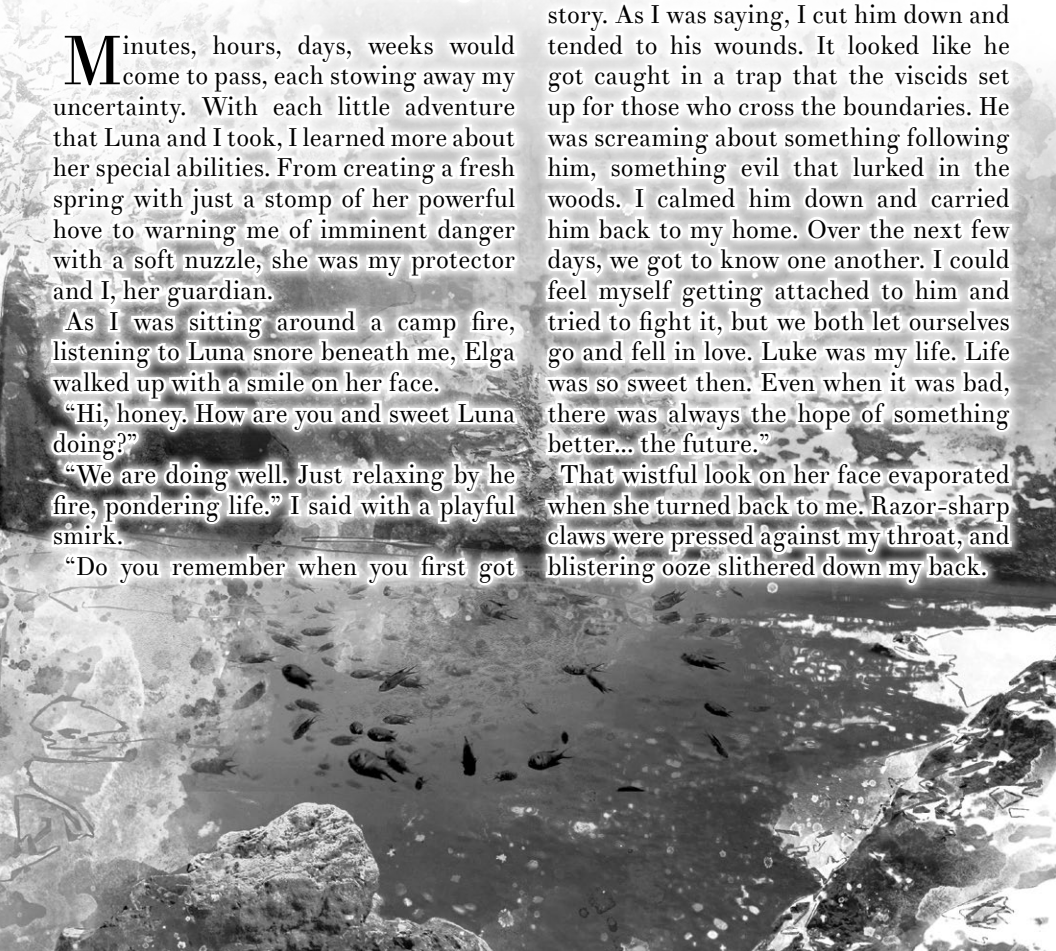 Minutes, hours, days, weeks would
come to pass, each stowing away my
uncertainty. With each little adventure
that Luna and I took, I learned more about
her special abilities. From creating a fresh
spring with just a stomp of her powerful
hove to warning me of imminent danger
with a soft nuzzle, she was my protector
and I, her guardian.
As I was sitting around a camp fire,
listening to Luna snore beneath me, Elga
walked up with a smile on her face.
“Hi, honey. How are you and sweet Luna
doing?”
“We are doing well. Just relaxing by he
fire, pondering life.” I said with a playful
smirk.
“Do you remember when you first got
story. As I was saying, I cut him down and
tended to his wounds. It looked like he
got caught in a trap that the viscids set
up for those who cross the boundaries. He
was screaming about something following
him, something evil that lurked in the
woods. I calmed him down and carried
him back to my home. Over the next few
days, we got to know one another. I could
feel myself getting attached to him and
tried to fight it, but we both let ourselves
go and fell in love. Luke was my life. Life
was so sweet then. Even when it was bad,
there was always the hope of something
better... the future.”
That wistful look on her face evaporated
when she turned back to me. Razor-sharp
claws were pressed against my throat, and
blistering ooze slithered down my back.